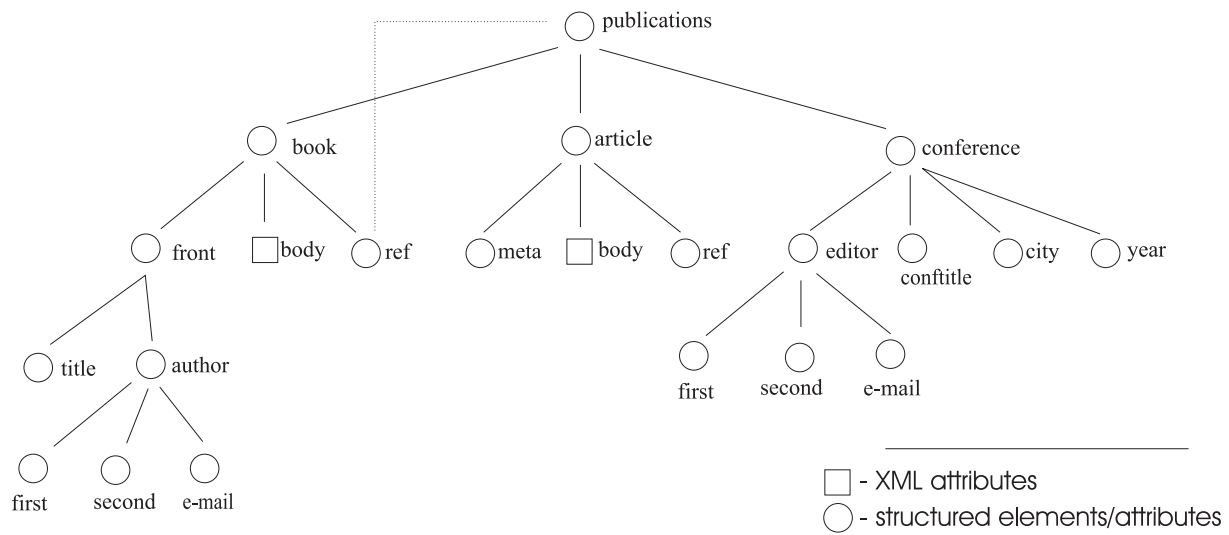 publications
book
article
conference
front
body
ref
meta
body
ref
editor
conftitle
city
year
title
author
first
second
e-mail
first
second
e-mail
- XML attributes
- structured elements/attributes